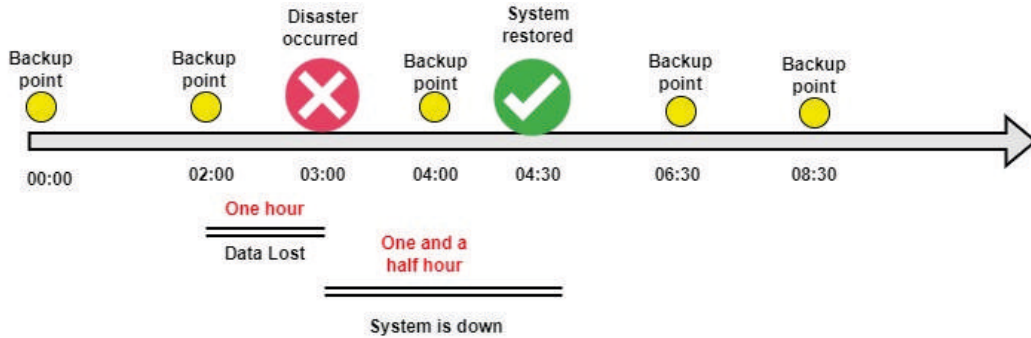 Disaster
occurred
System
restored
Backup
point
Backup
point
Backup
point
Backup
point
Backup
point
00:00
02:00
03:00
04:00
04:30
06:30
08:30
One hour
Data Lost
One and a
half hour
System is down